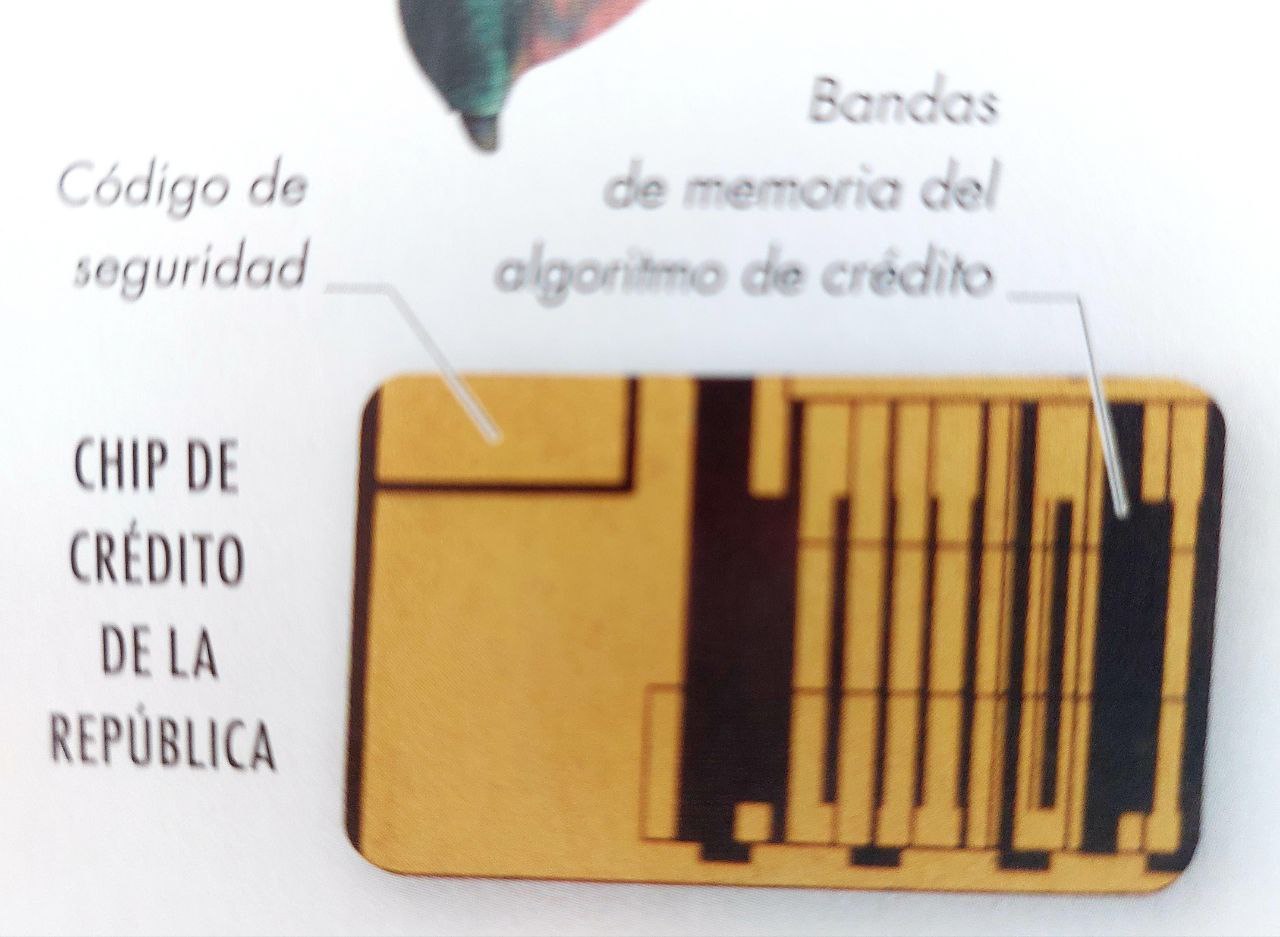 Código de
seguridad
Bandas
de memoria del
algoritmo de crédito
CHIP DE
CRÉDITO
DE LA
REPÚBLICA